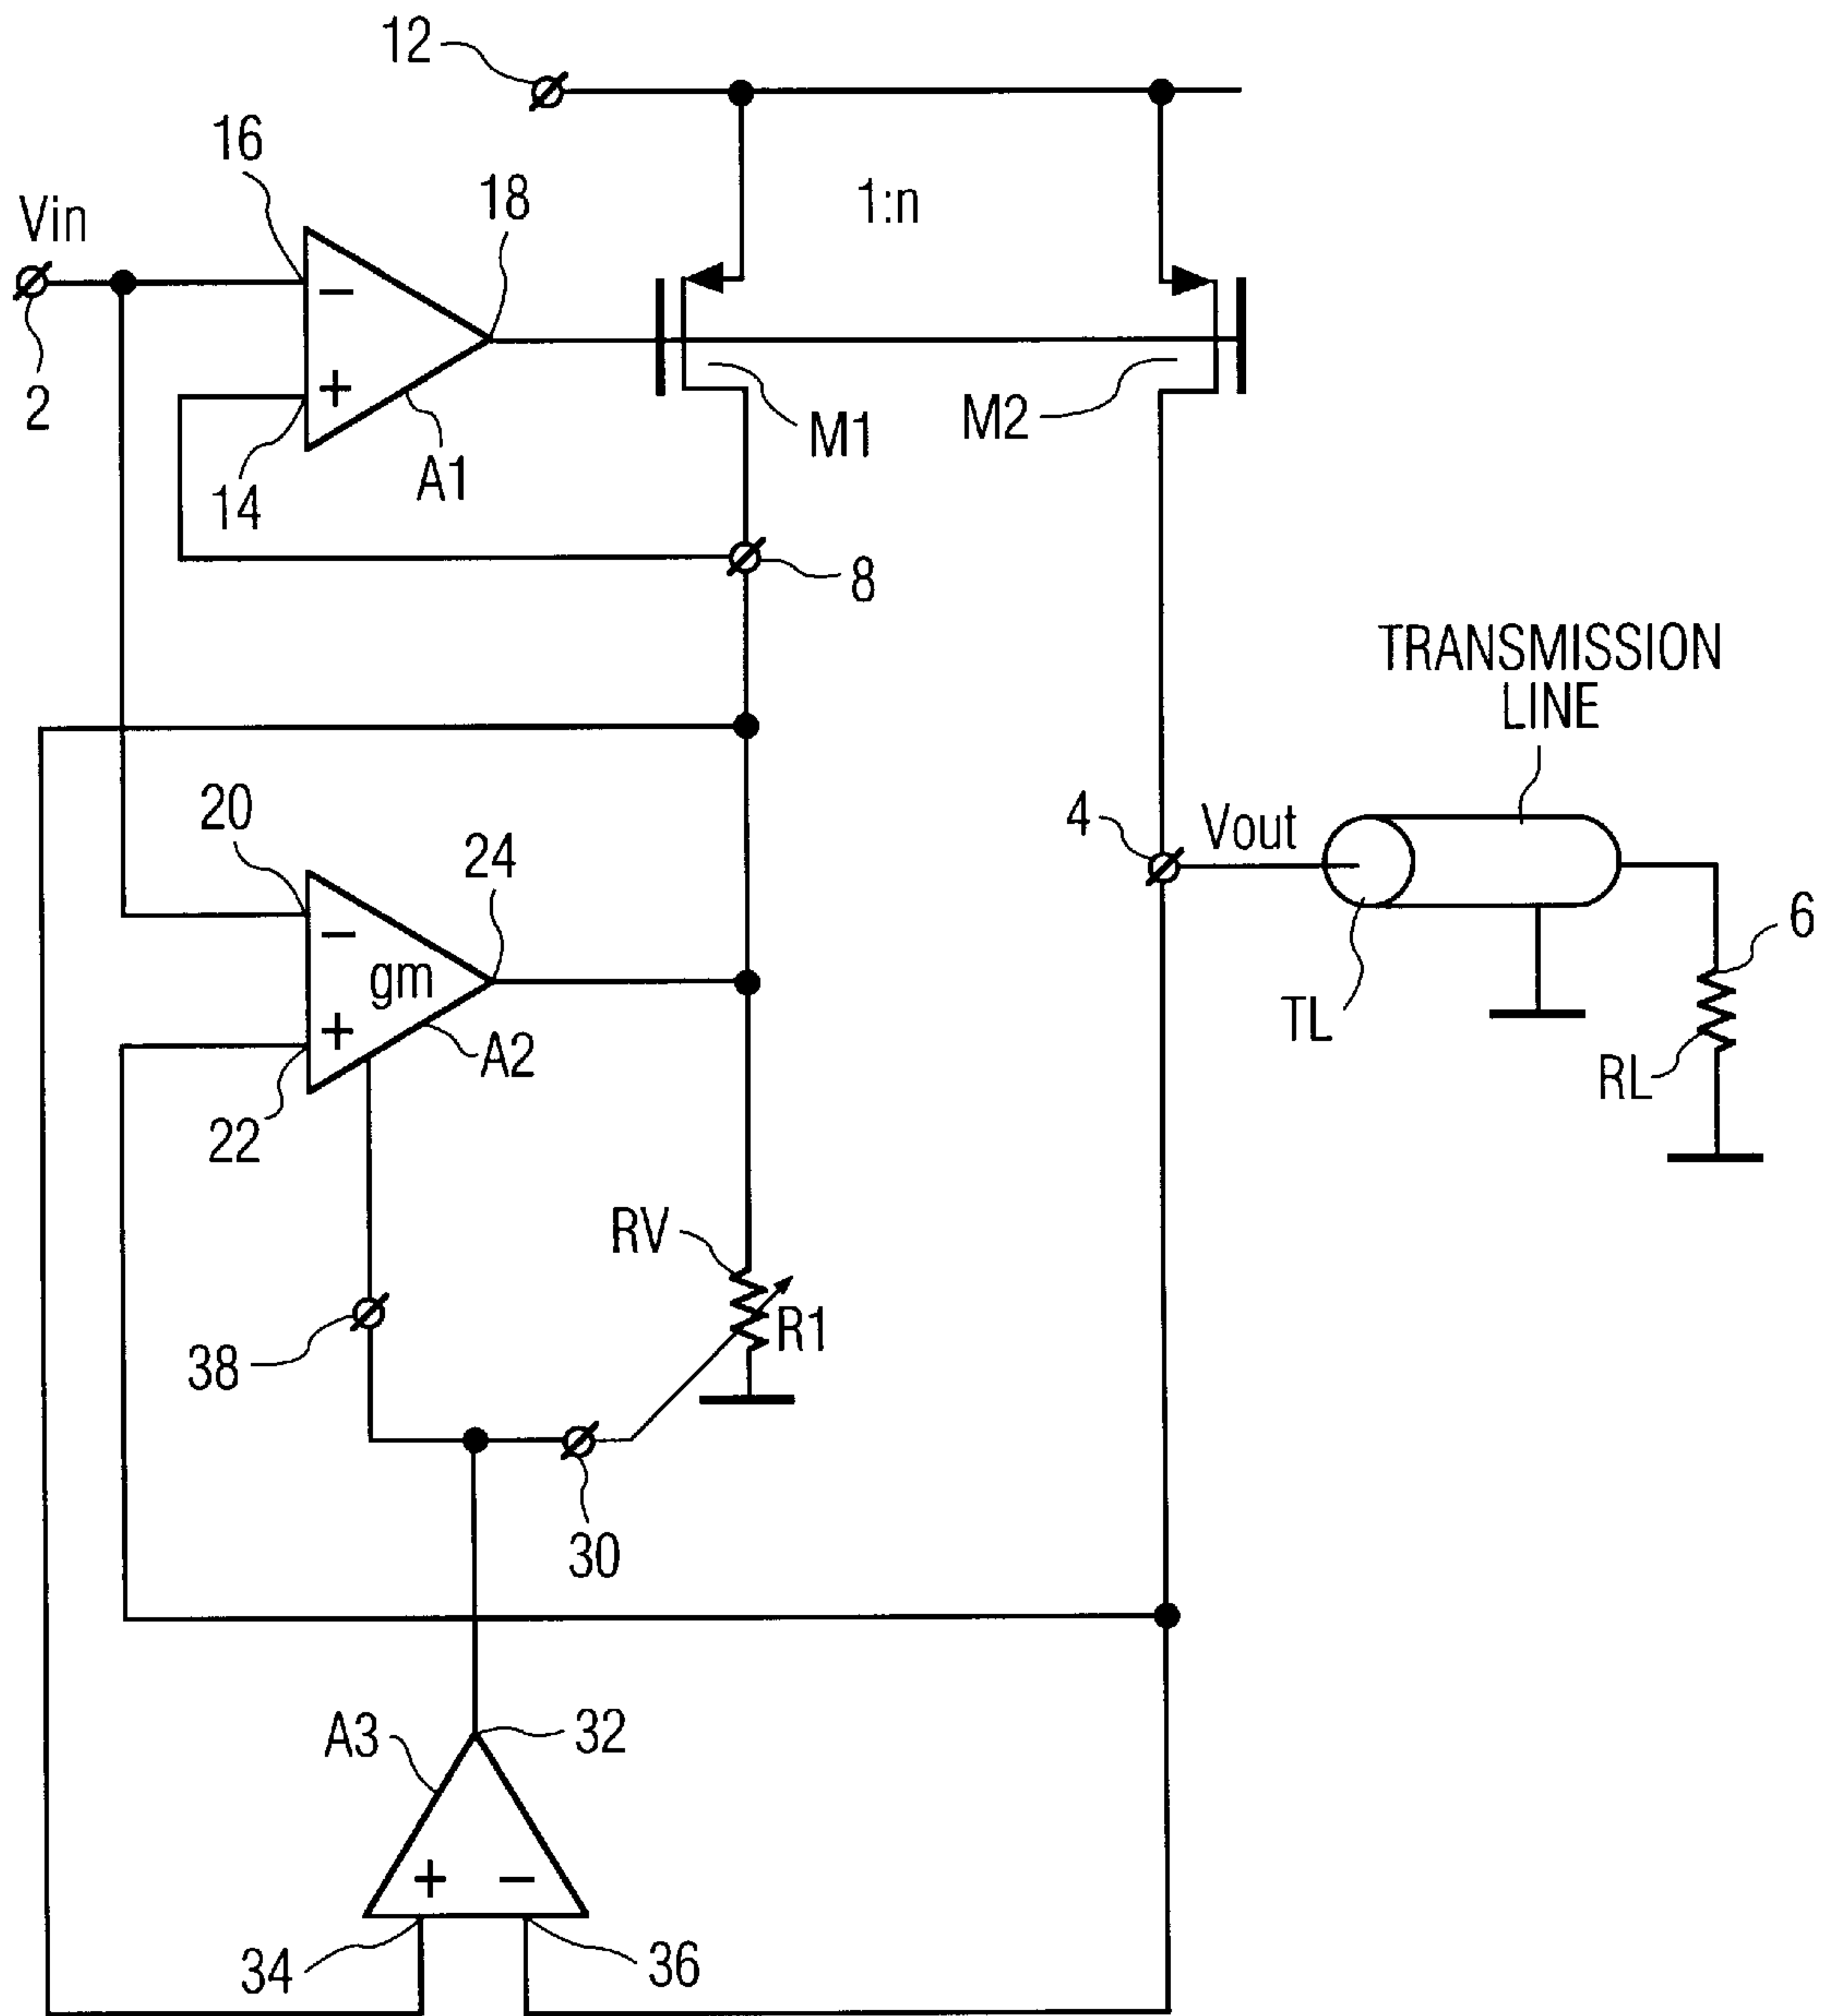 12
16
Vin
18
1:n
−
+
2
14
A1
M1
M2
8
TRANSMISSION
LINE
20
24
4
Vout
−
gm
+
6
22
A2
TL
RL
RV
R1
38
30
A3
32
+
−
34
36